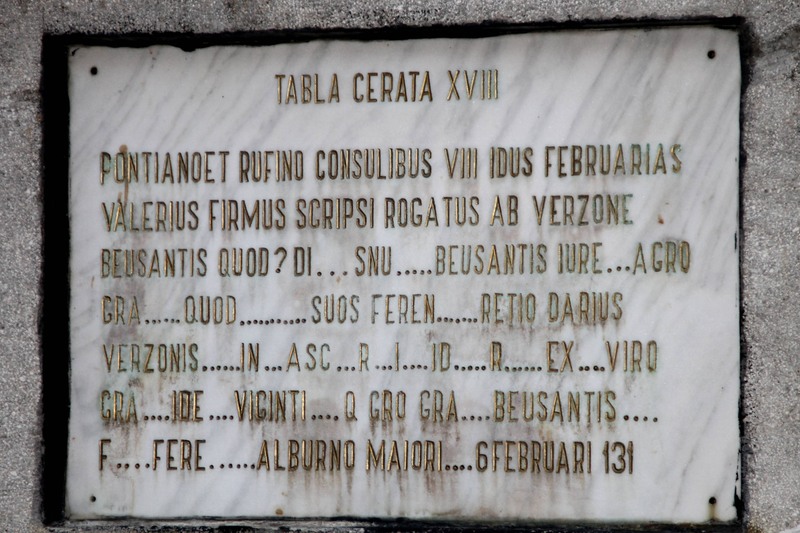 TABLA CERATA XVIII
PONTIANOET RUFINO CONSULIBUS VIII IDUS FEBRUARIAS
VALERIUS FIRMUS SCRIPSI ROGATUS AB VERZONE
BEUSANTIS QUOD? DI...SNU.....BEUSANTIS IURE...AGRO
GRA......QUOD..........SUOS FEREN......RETIO DARIUS
VERZONIS......IN...ASC...R...I....ID....R......EX....VIRO
GRA....IDE...VIGINTI....Q GRO GRA....BEUSANTIS....
F....FERE......ALBURNO MAIORI....6FEBRUARI 131